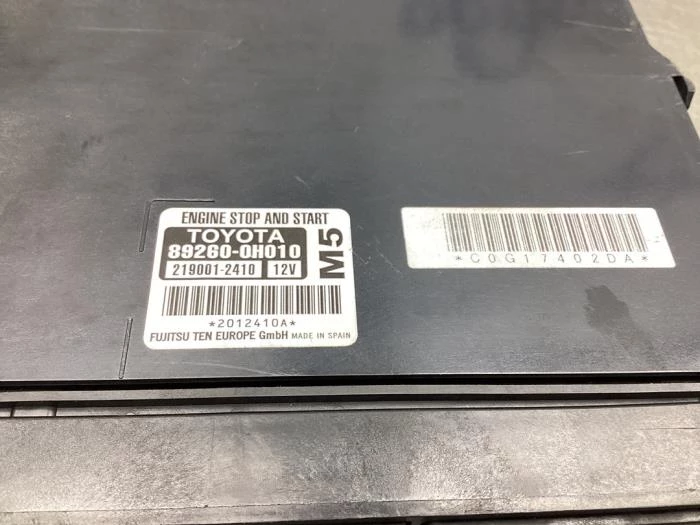 ENGINE STOP AND START
TOYOTA
89260-0H010
219001-2410 12V
M5
*2012410A*
FUJITSU TEN EUROPE GmbH MADE IN SPAIN
*C0G17402DA*